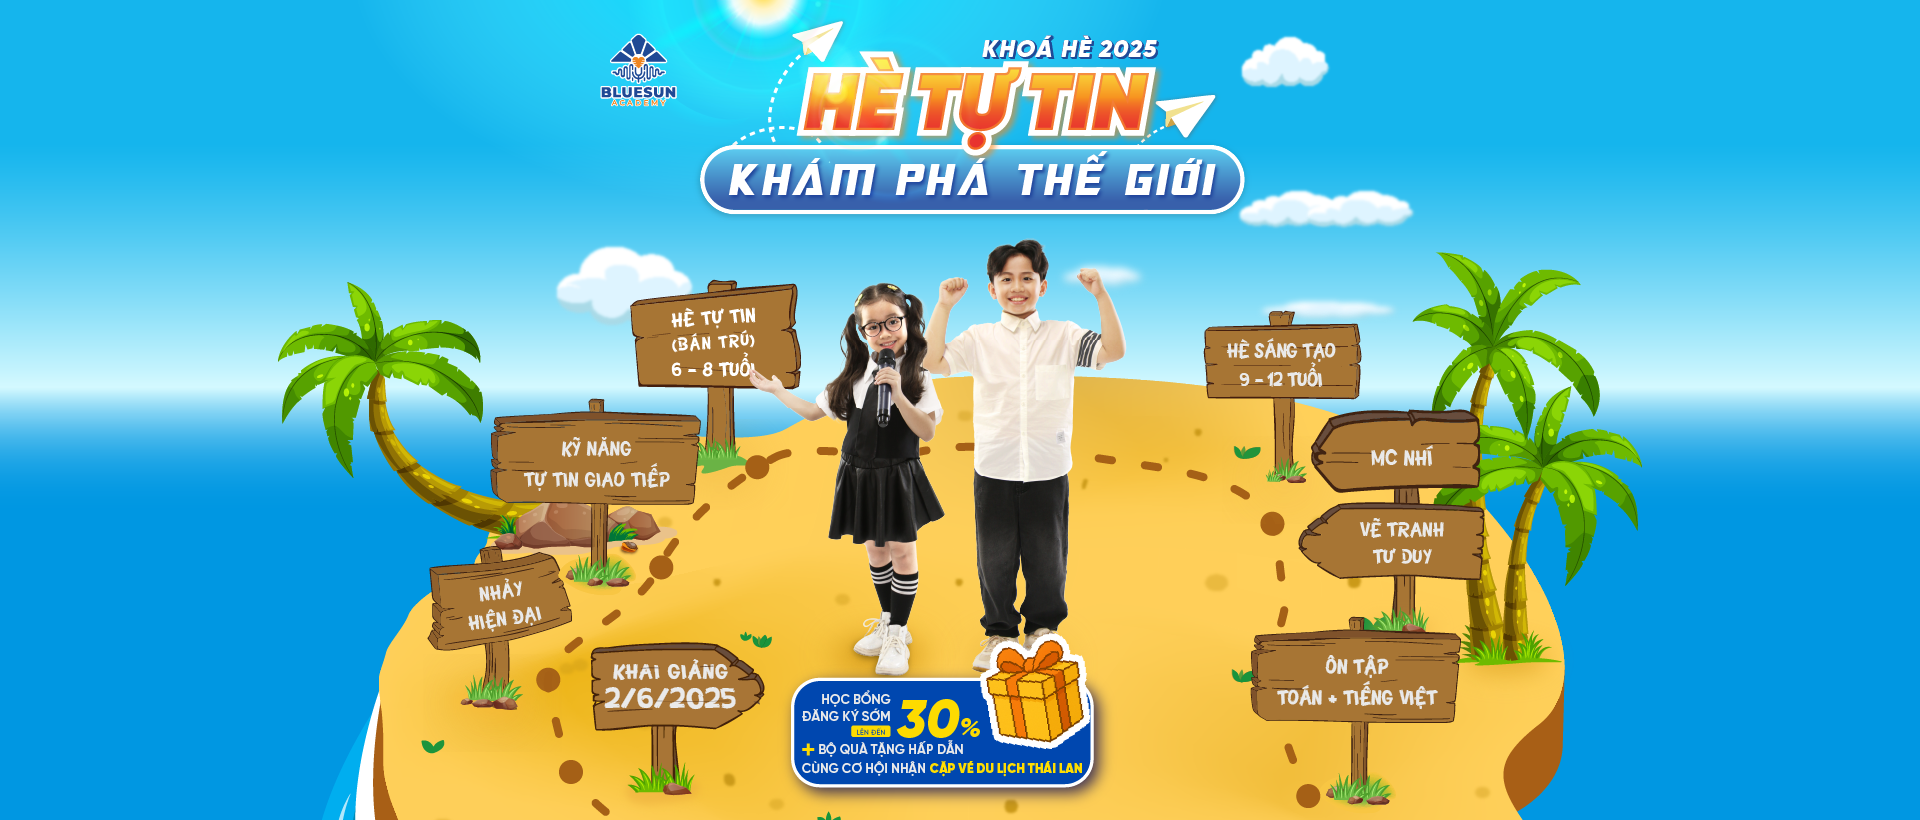 BLUESUN
ACADEMY
KHOÁ HÈ 2025
HÈ TỰ TIN
KHÁM PHÁ THẾ GIỚI
HÈ TỰ TIN
(BÁN TRÚ)
6 - 8 TUỔI
KỸ NĂNG
TỰ TIN GIAO TIẾP
NHẢY
HIỆN ĐẠI
KHAI GIẢNG
2/6/2025
HÈ SÁNG TẠO
9 - 12 TUỔI
MC NHÍ
VẼ TRANH
TƯ DUY
ÔN TẬP
TOÁN + TIẾNG VIỆT
HỌC BỔNG
ĐĂNG KÝ SỚM
LÊN ĐẾN
30%
+ BỘ QUÀ TẶNG HẤP DẪN
CÙNG CƠ HỘI NHẬN CẶP VÉ DU LỊCH THÁI LAN